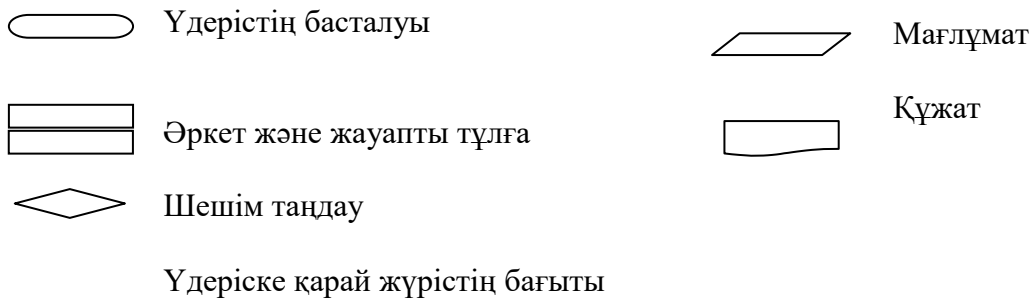 Үдерістің басталуы
Мағлұмат
Құжат
Әркет және жауапты тұлға
Шешім таңдау
Үдеріске қарай жүрістің бағыты